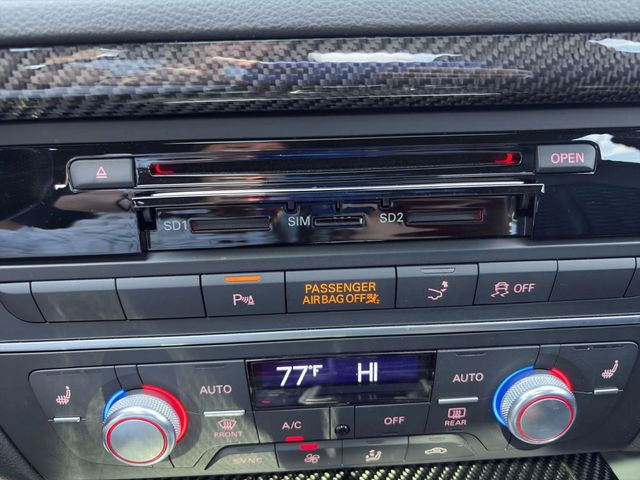 OPEN
SD1 SIM SD2
P
PASSENGER
AIRBAG OFF
OFF
77°F HI
AUTO
AUTO
FRONT
A/C
OFF
REAR
SYNC